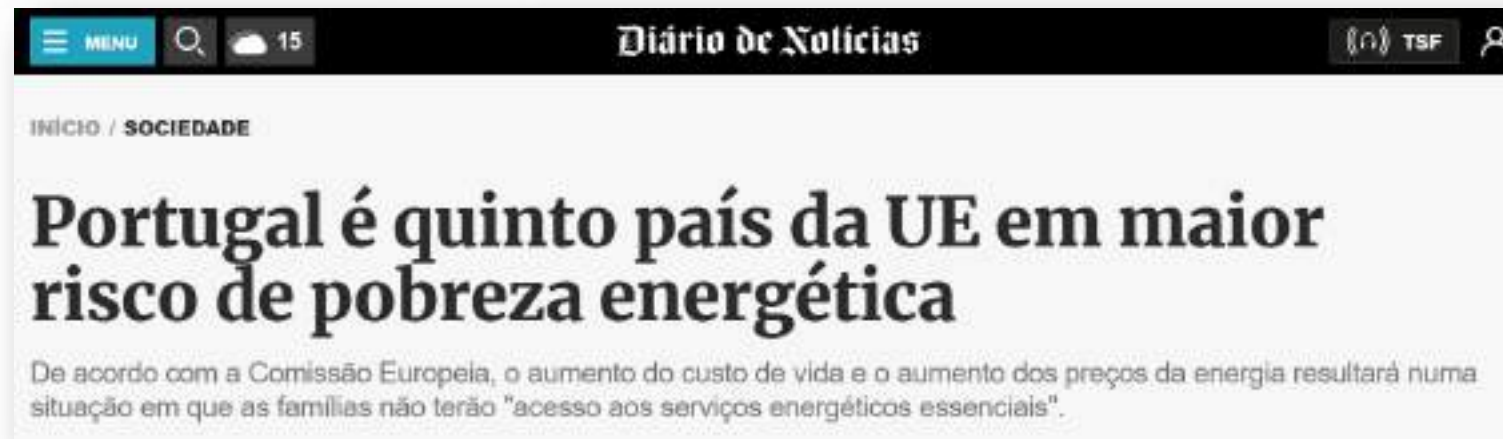 MENU 15 Diário de Notícias TSF
INÍCIO / SOCIEDADE
Portugal é quinto país da UE em maior
risco de pobreza energética
De acordo com a Comissão Europeia, o aumento do custo de vida e o aumento dos preços da energia resultará numa
situação em que as famílias não terão "acesso aos serviços energéticos essenciais".